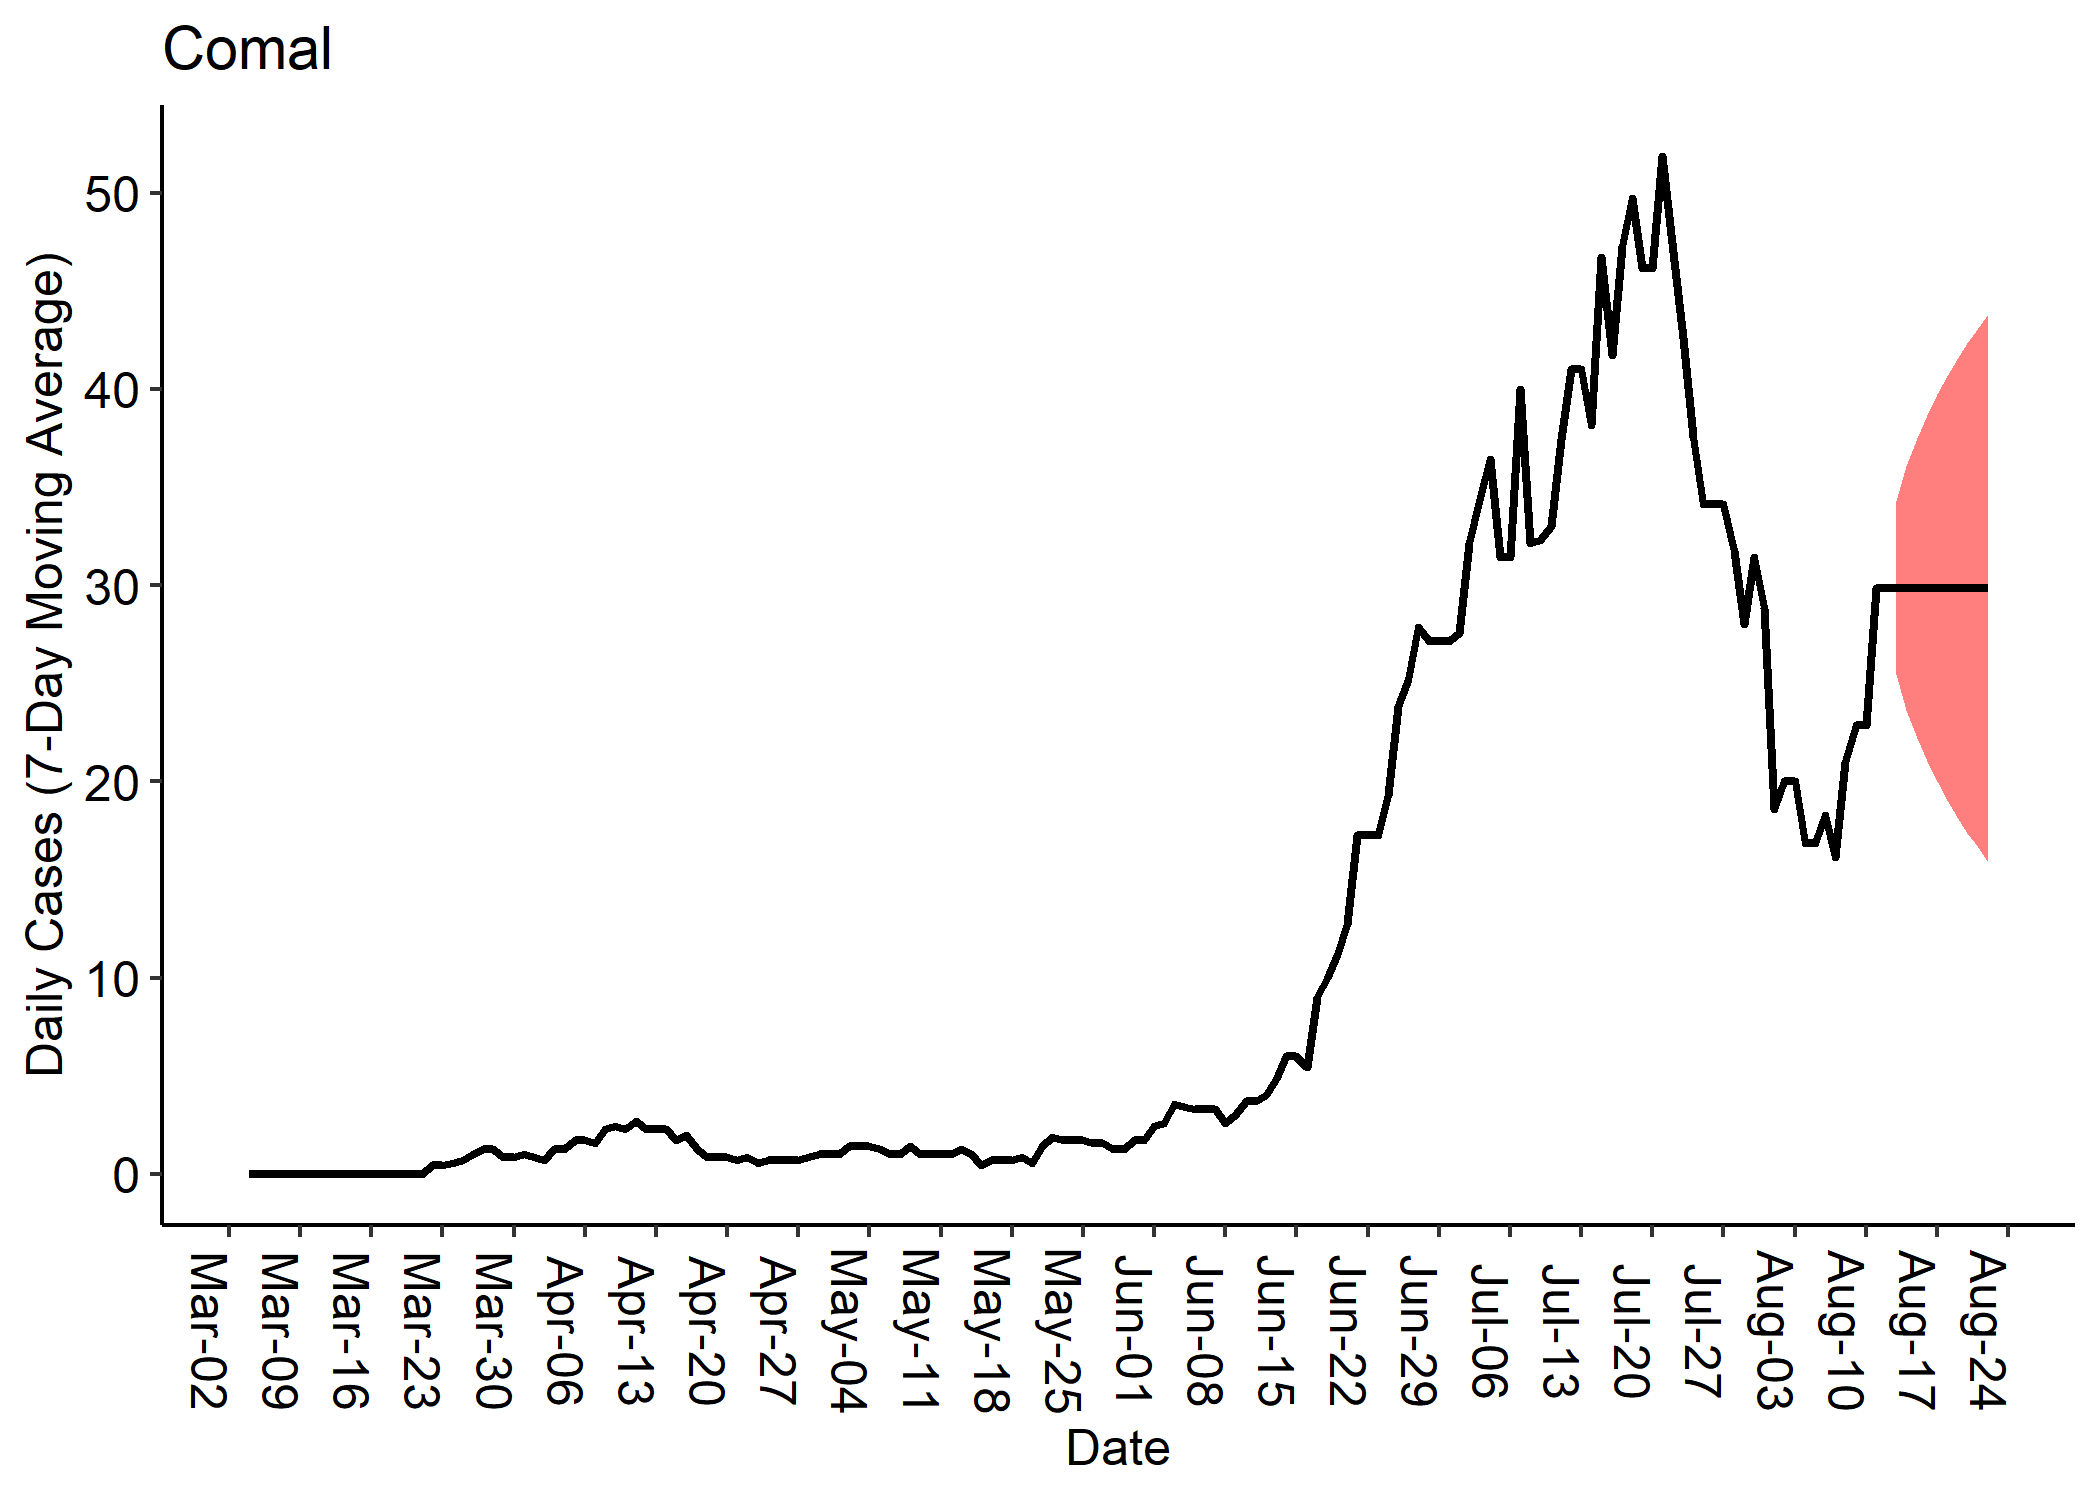 Comal
Daily Cases (7-Day Moving Average)
50
40
30
20
10
0
Mar-02
Mar-09
Mar-16
Mar-23
Mar-30
Apr-06
Apr-13
Apr-20
Apr-27
May-04
May-11
May-18
May-25
Jun-01
Jun-08
Jun-15
Jun-22
Jun-29
Jul-06
Jul-13
Jul-20
Jul-27
Aug-03
Aug-10
Aug-17
Aug-24
Date